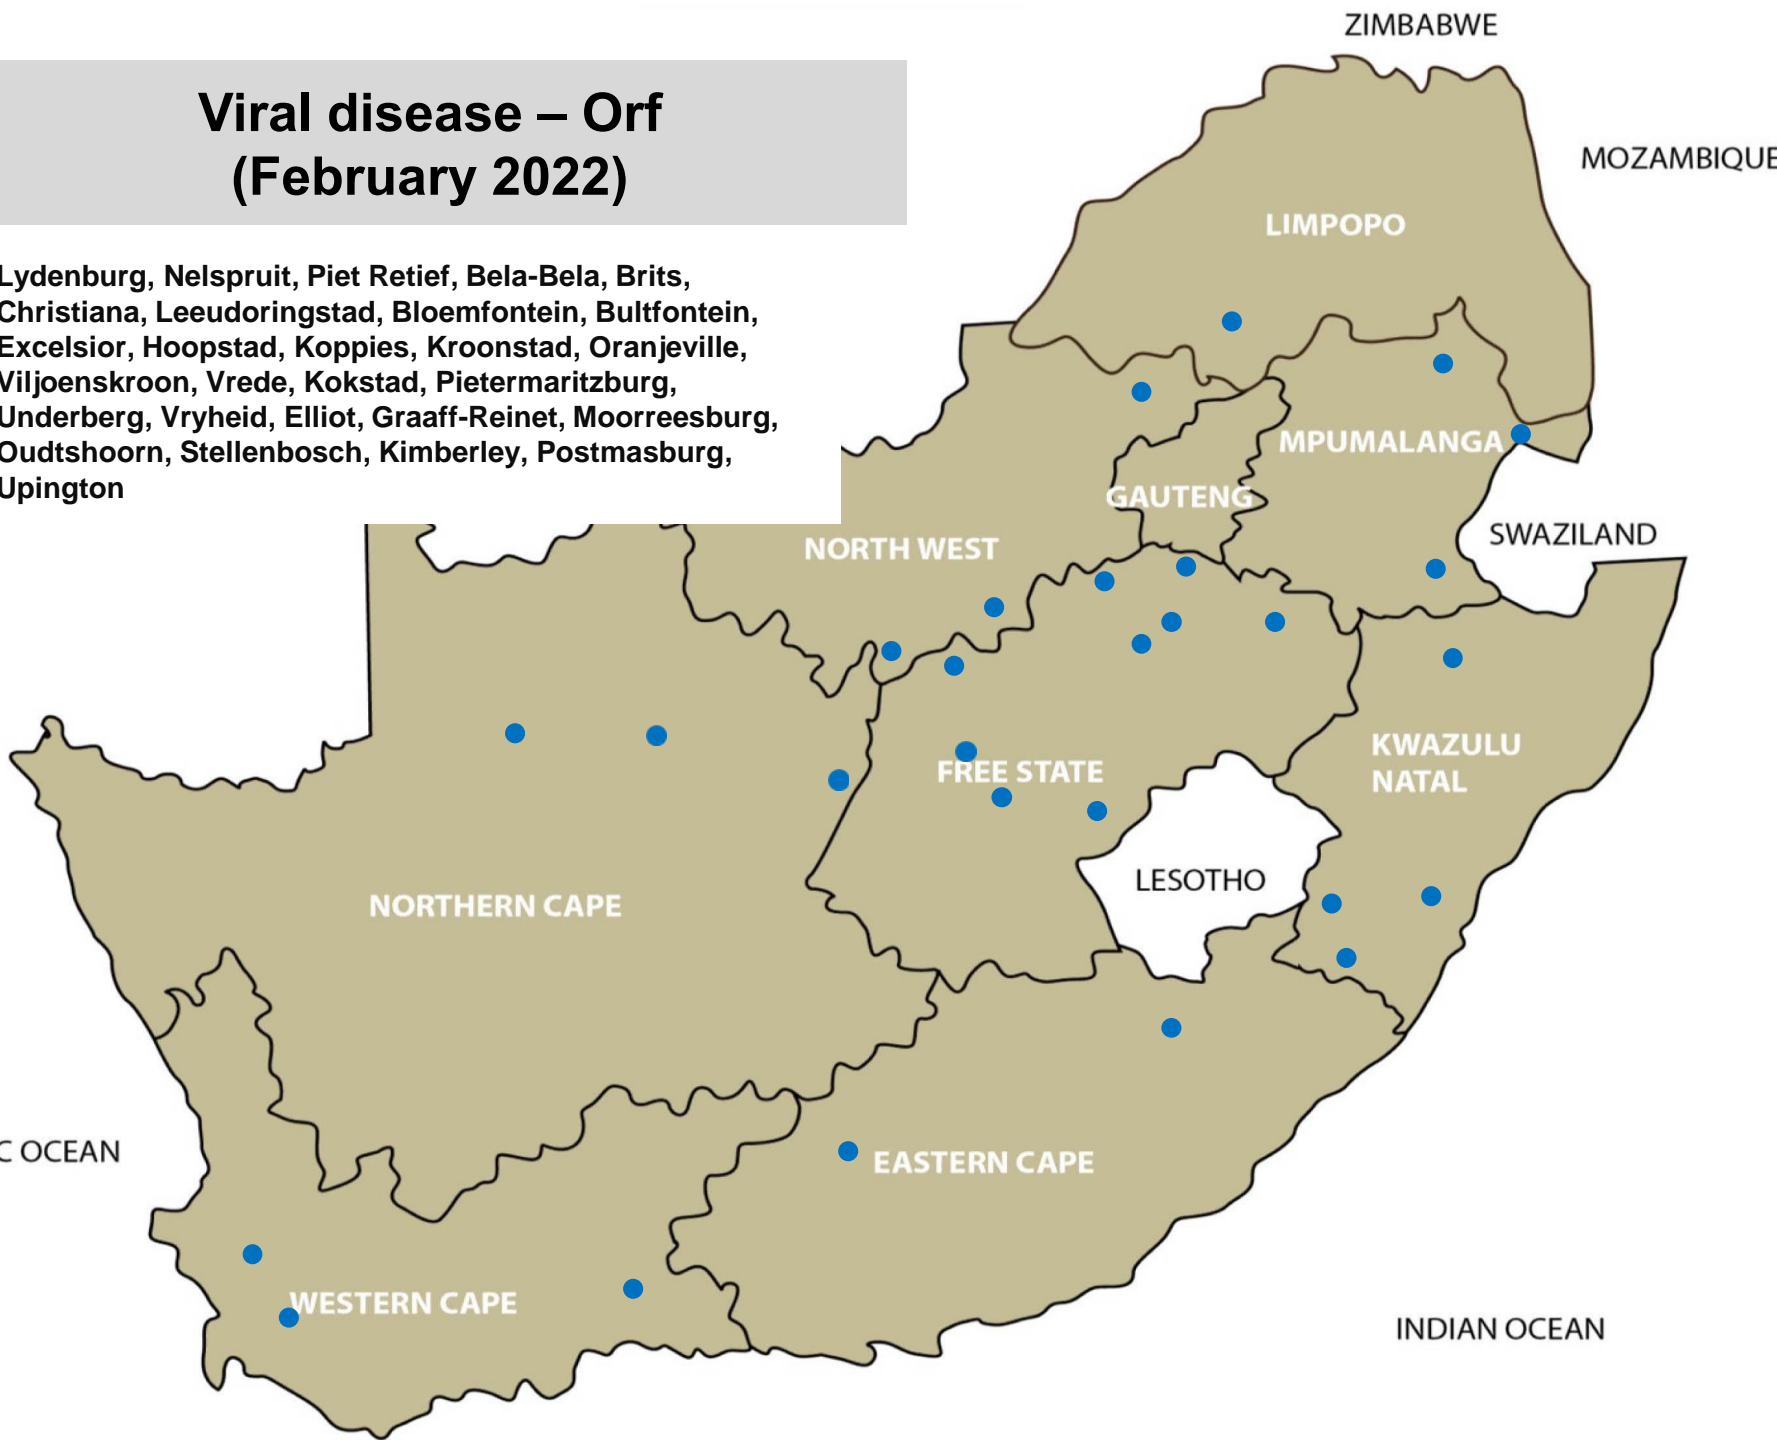 ZIMBABWE
Viral disease – Orf
(February 2022)
MOZAMBIQUE
LIMPOPO
Lydenburg, Nelspruit, Piet Retief, Bela-Bela, Brits,
Christiana, Leeudoringstad, Bloemfontein, Bultfontein,
Excelsior, Hoopstad, Koppies, Kroonstad, Oranjeville,
Viljoenskroon, Vrede, Kokstad, Pietermaritzburg,
Underberg, Vryheid, Elliot, Graaff-Reinet, Moorreesburg,
Oudtshoorn, Stellenbosch, Kimberley, Postmasburg,
Upington
MPUMALANGA
GAUTENG
SWAZILAND
NORTH WEST
KWAZULU
NATAL
FREE STATE
LESOTHO
NORTHERN CAPE
C OCEAN
EASTERN CAPE
WESTERN CAPE
INDIAN OCEAN